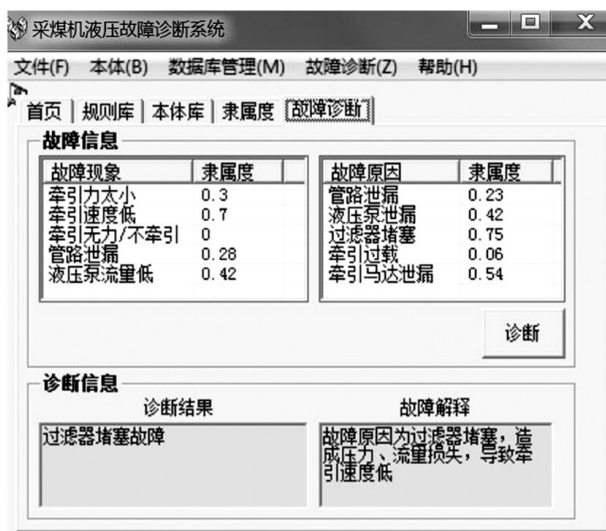 采煤机液压故障诊断系统
文件(F) 本体(B) 数据库管理(M) 故障诊断(Z) 帮助(H)
首页 规则库 本体库 隶属度 故障诊断
故障信息
故障现象 隶属度
牵引力太小 0.3
牵引速度低 0.7
牵引无力/不牵引 0
管路泄漏 0.28
液压泵流量低 0.42
故障原因 隶属度
管路泄漏 0.23
液压泵泄漏 0.42
过滤器堵塞 0.75
牵引过载 0.06
牵引马达泄漏 0.54
诊断
诊断信息
诊断结果
过滤器堵塞故障
故障解释
故障原因为过滤器堵塞，造
成压力、流量损失，导致牵
引速度低